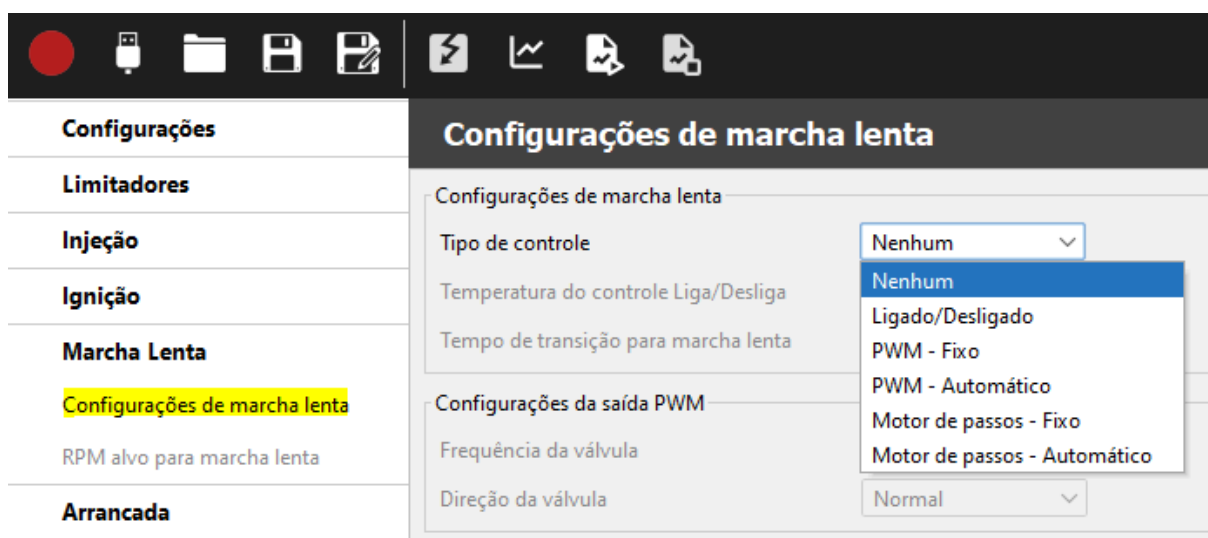 Configurações
Limitadores
Injeção
Ignição
Marcha Lenta
Configurações de marcha lenta
RPM alvo para marcha lenta
Arrancada
Configurações de marcha lenta
Configurações de marcha lenta
Tipo de controle
Nenhum
Temperatura do controle Liga/Desliga
Tempo de transição para marcha lenta
Nenhum
Ligado/Desligado
PWM - Fixo
PWM - Automático
Motor de passos - Fixo
Motor de passos - Automático
Configurações da saída PWM
Frequência da válvula
Direção da válvula
Normal